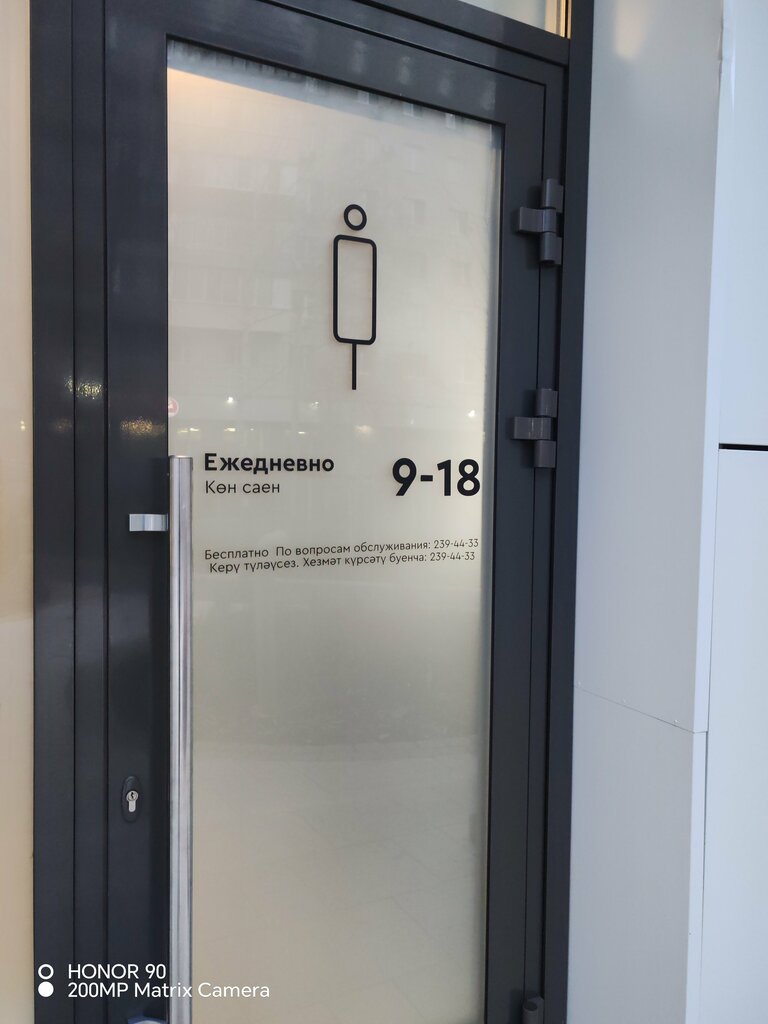 Ежедневно
Көн саен
9-18
Бесплатно По вопросам обслуживания: 239-44-33
Керү түләүсез. Хезмәт күрсәтү буенча: 239-44-33
HONOR 90
200MP Matrix Camera